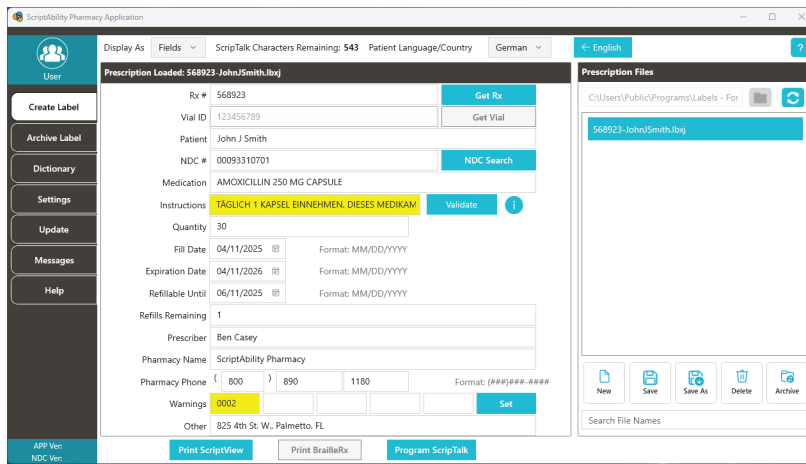 ScriptAbility Pharmacy Application
User
Create Label
Archive Label
Dictionary
Settings
Update
Messages
Help
APP Ver:
NDC Ver:
Display As Fields ScripTalk Characters Remaining: 543 Patient Language/Country German
← English
?
Prescription Loaded: 568923-JohnJSmith.lbxj
Rx # 568923 Get Rx
Vial ID 123456789 Get Vial
Patient John J Smith
NDC # 00093310701 NDC Search
Medication AMOXICILLIN 250 MG CAPSULE
Instructions TÄGLICH 1 KAPSEL EINNEHMEN. DIESES MEDIKAM Validate i
Quantity 30
Fill Date 04/11/2025 Format: MM/DD/YYYY
Expiration Date 04/11/2026 Format: MM/DD/YYYY
Refillable Until 06/11/2025 Format: MM/DD/YYYY
Refills Remaining 1
Prescriber Ben Casey
Pharmacy Name ScriptAbility Pharmacy
Pharmacy Phone ( 800 ) 890 1180 Format: (###)###-####
Warnings 0002 Set
Other 825 4th St. W., Palmetto, FL
Print ScriptView Print BrailleRx Program ScripTalk
Prescription Files
C:\Users\Public\Programs\Labels - For
568923-JohnJSmith.lbxj
New Save Save As Delete Archive
Search File Names